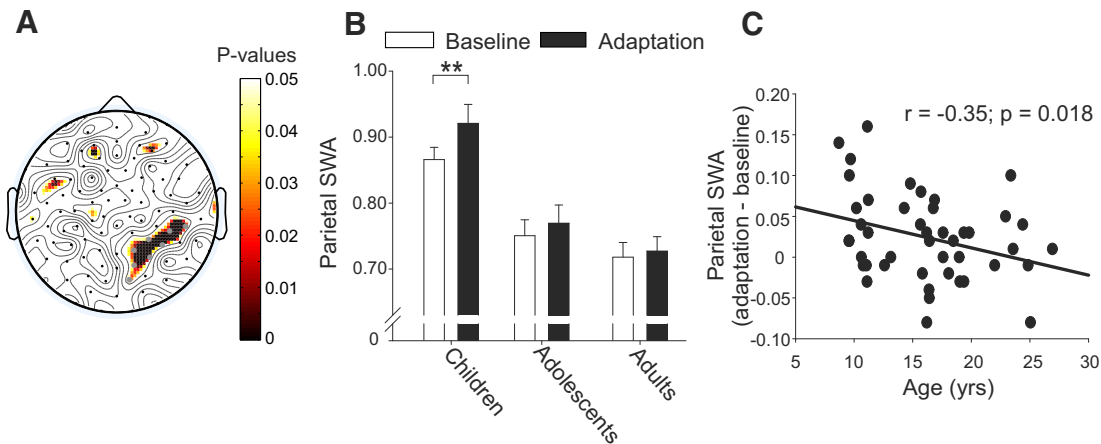 A
P-values
0.05
0.04
0.03
0.02
0.01
0
B
Baseline
Adaptation
**
Parietal SWA
1.00
0.90
0.80
0.70
0
Children
Adolescents
Adults
C
r = -0.35; p = 0.018
Parietal SWA
(adaptation - baseline)
0.20
0.15
0.10
0.05
0
-0.05
-0.10
5 10 15 20 25 30
Age (yrs)